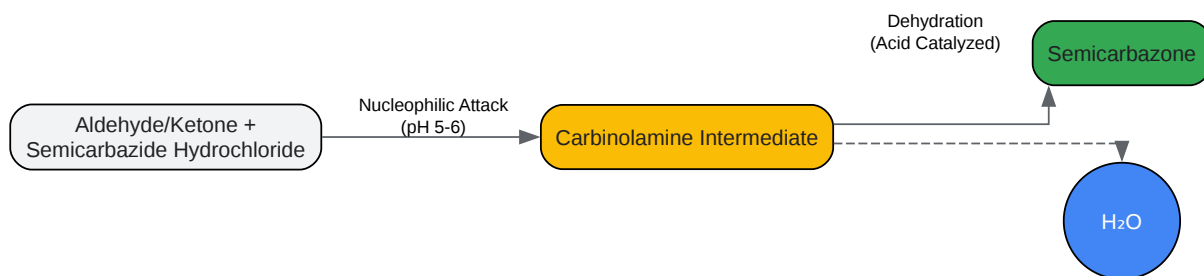 Aldehyde/Ketone +
Semicarbazide Hydrochloride
Nucleophilic Attack
(pH 5-6)
Carbinolamine Intermediate
Dehydration
(Acid Catalyzed)
Semicarbazone
H₂O